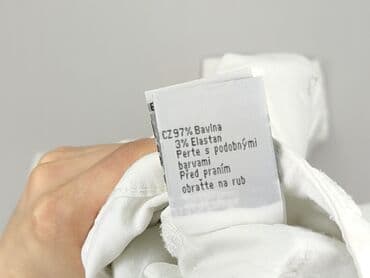 CZ97% Bavlna
3% Elastan
Perte s podobnými
barvami
Před praním
obraťte na rub